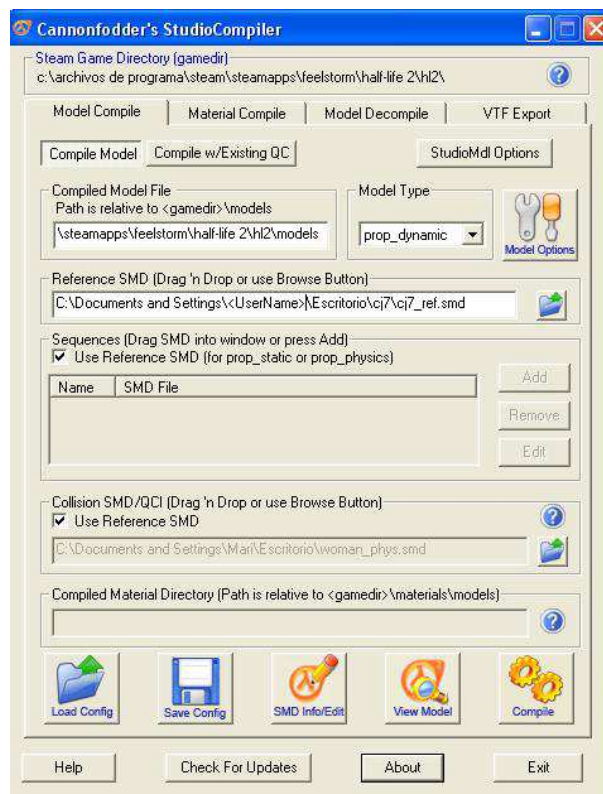 Cannonfodder's StudioCompiler
Steam Game Directory (gamedir)
c:\archivos de programa\steam\steamapps\feelstorm\half-life 2\hl2\
Model Compile Material Compile Model Decompile VTF Export
Compile Model Compile w/Existing QC StudioMdl Options
Compiled Model File Model Type
Path is relative to <gamedir>\models
\steamapps\feelstorm\half-life 2\hl2\models prop_dynamic
Model Options
Reference SMD (Drag 'n Drop or use Browse Button)
C:\Documents and Settings\<UserName>\Escritorio\cj7\cj7_ref.smd
Sequences (Drag SMD into window or press Add)
Use Reference SMD (for prop_static or prop_physics)
Name SMD File Add
Remove
Edit
Collision SMD/QCI (Drag 'n Drop or use Browse Button)
Use Reference SMD
C:\Documents and Settings\Mari\Escritorio\woman_phys.smd
Compiled Material Directory (Path is relative to <gamedir>\materials\models)
Load Config Save Config SMD Info/Edit View Model Compile
Help Check For Updates About Exit